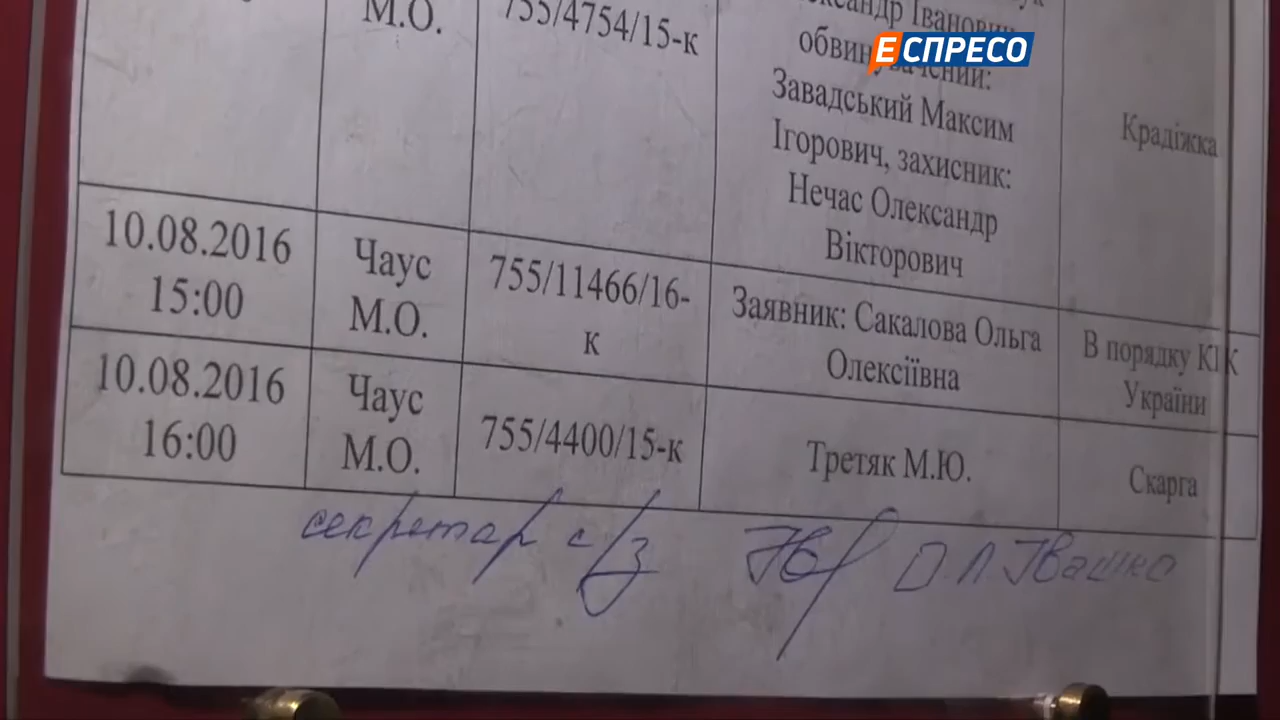 М.О.
755/4754/15-к
Олександр Іванович,
обвинувачений:
Завадський Максим
Ігорович, захисник:
Нечас Олександр
Вікторович
Крадіжка
ЕСПРЕСО
10.08.2016
15:00
Чаус
М.О.
755/11466/16-
к
Заявник: Сакалова Ольга
Олексіївна
В порядку КПК
України
10.08.2016
16:00
Чаус
М.О.
755/4400/15-к
Третяк М.Ю.
Скарга
секретар с/з О.Л. Івашко